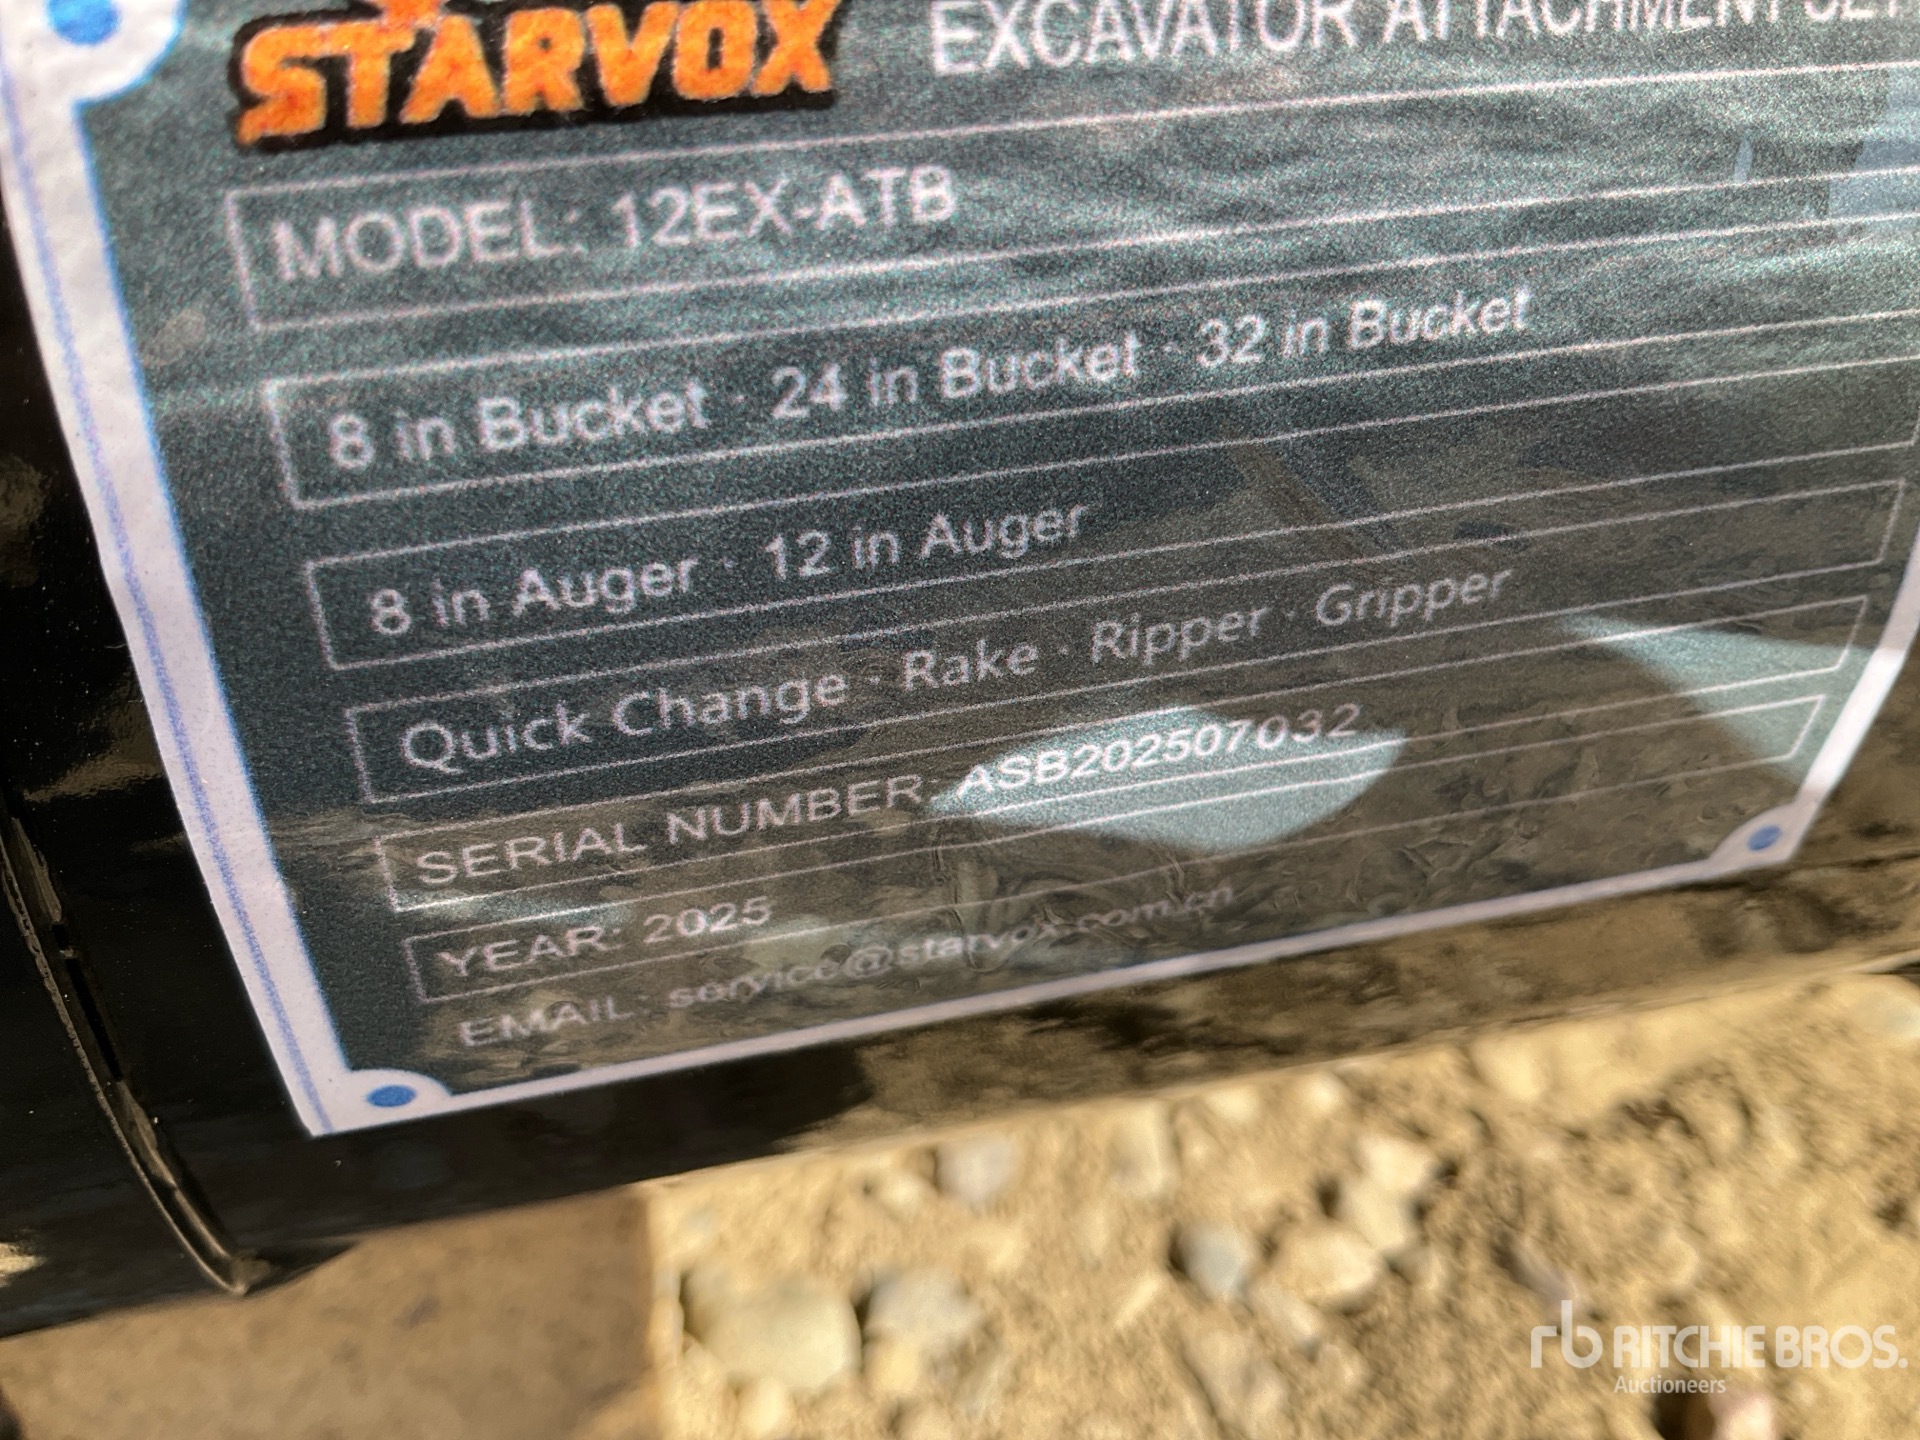 STARVOX EXCAVATOR ATTACHMENT SET
MODEL: 12EX-ATB
8 in Bucket · 24 in Bucket · 32 in Bucket
8 in Auger · 12 in Auger
Quick Change · Rake · Ripper · Gripper
SERIAL NUMBER: ASB202507032
YEAR: 2025
EMAIL: service@starvox.com.cn
rb RITCHIE BROS.
Auctioneers